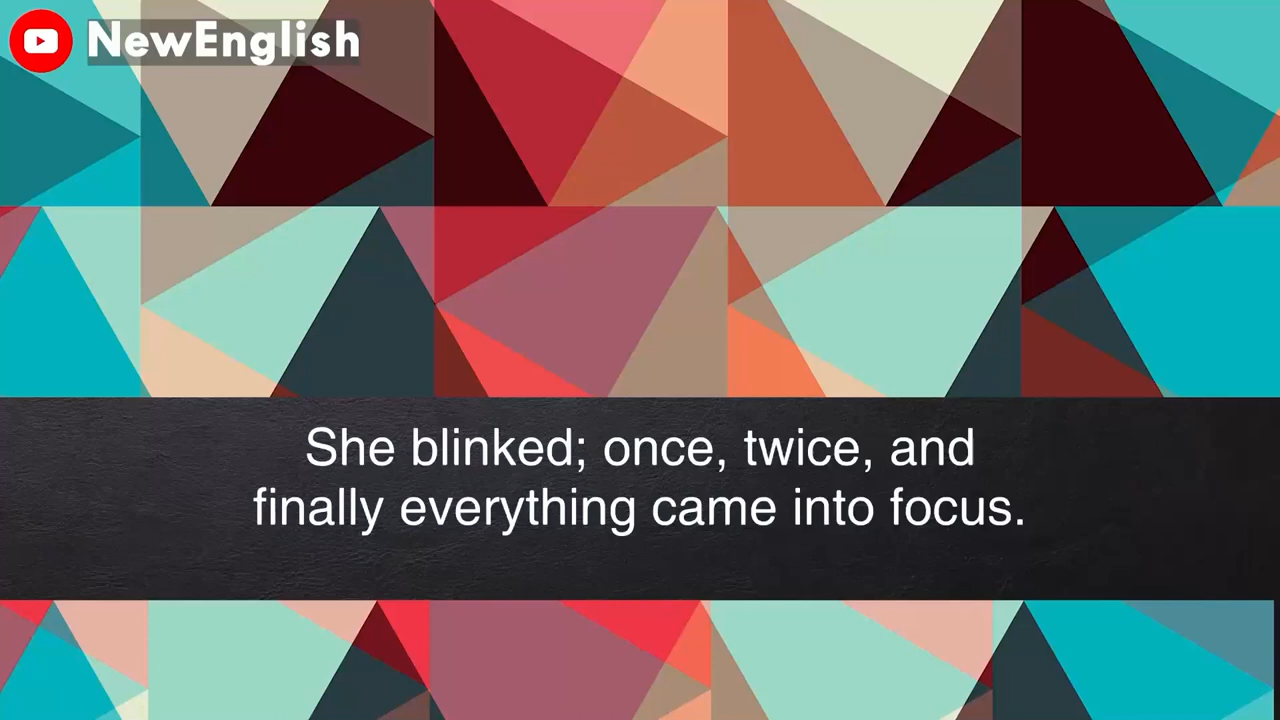 NewEnglish
She blinked; once, twice, and
finally everything came into focus.